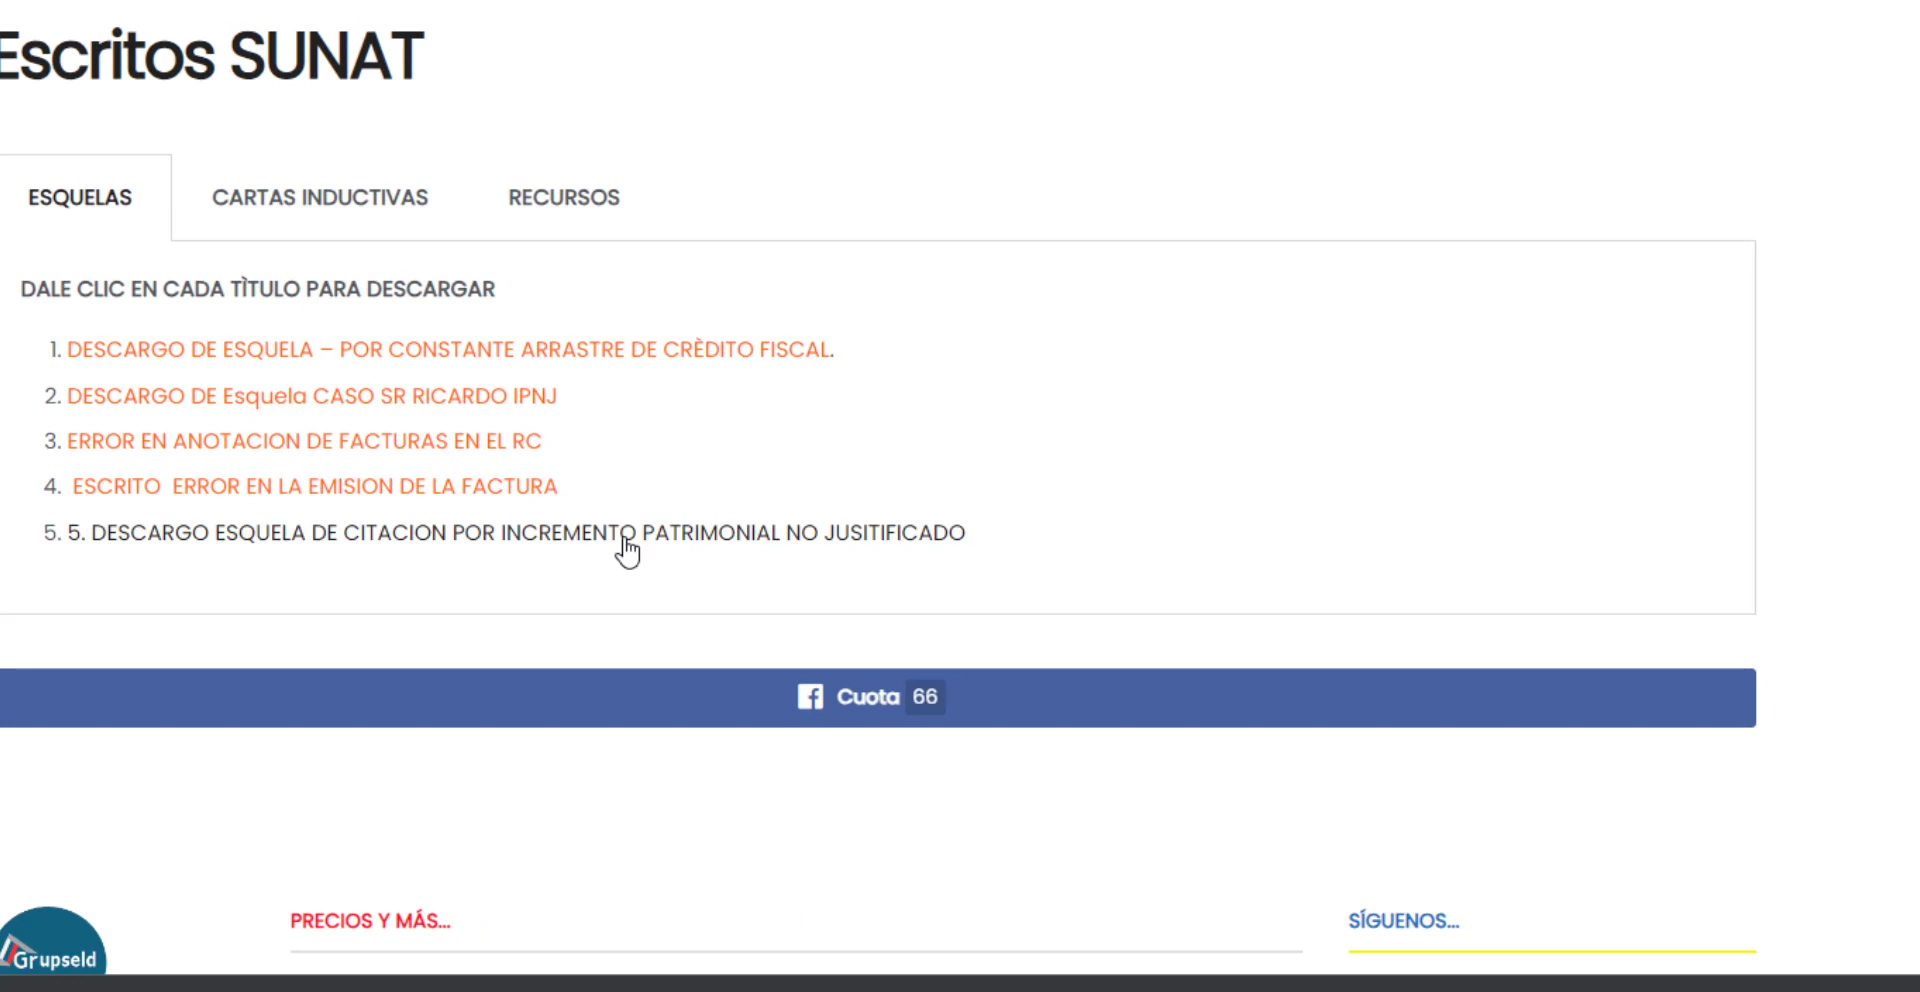 Escritos SUNAT
ESQUELAS CARTAS INDUCTIVAS RECURSOS
DALE CLIC EN CADA TÌTULO PARA DESCARGAR
1. DESCARGO DE ESQUELA – POR CONSTANTE ARRASTRE DE CRÈDITO FISCAL.
2. DESCARGO DE Esquela CASO SR RICARDO IPNJ
3. ERROR EN ANOTACION DE FACTURAS EN EL RC
4. ESCRITO ERROR EN LA EMISION DE LA FACTURA
5. 5. DESCARGO ESQUELA DE CITACION POR INCREMENTO PATRIMONIAL NO JUSITIFICADO
Cuota 66
PRECIOS Y MÁS...
SÍGUENOS...
Grupseld